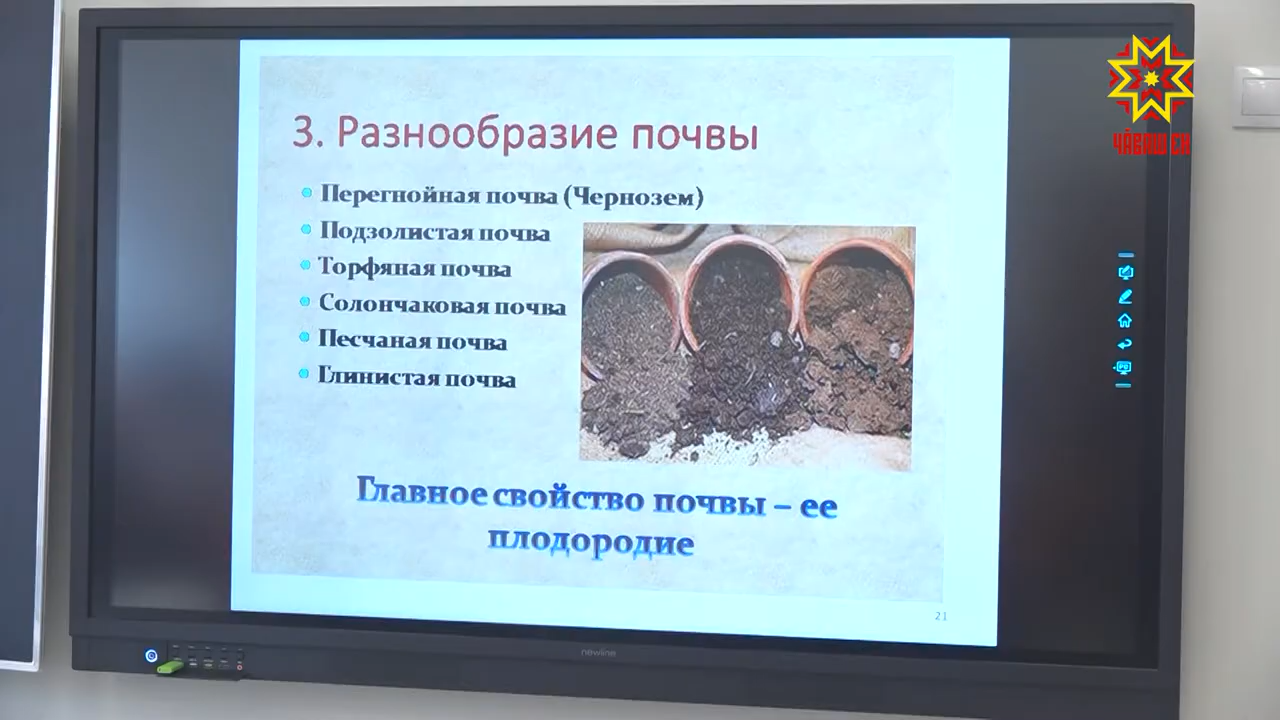 3. Разнообразие почвы
Перегнойная почва (Чернозем)
Подзолистая почва
Торфяная почва
Солончаковая почва
Песчаная почва
Глинистая почва
Главное свойство почвы – ее
плодородие
21
newline
ЧӐВАШ ЕН